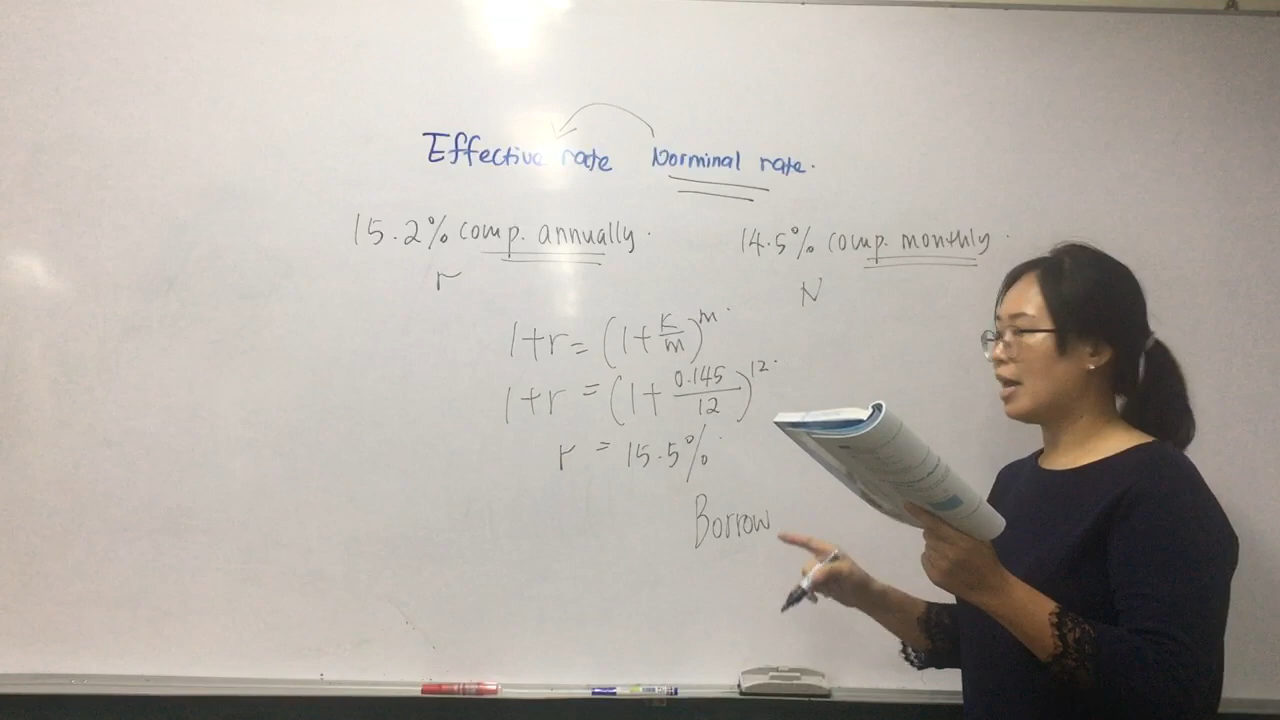 Effective rate Norminal rate.
15.2% comp. annually. 14.5% comp. monthly.
r N
1+r = (1+K/m)^m.
1+r = (1+0.145/12)^12.
r = 15.5%.
Borrow